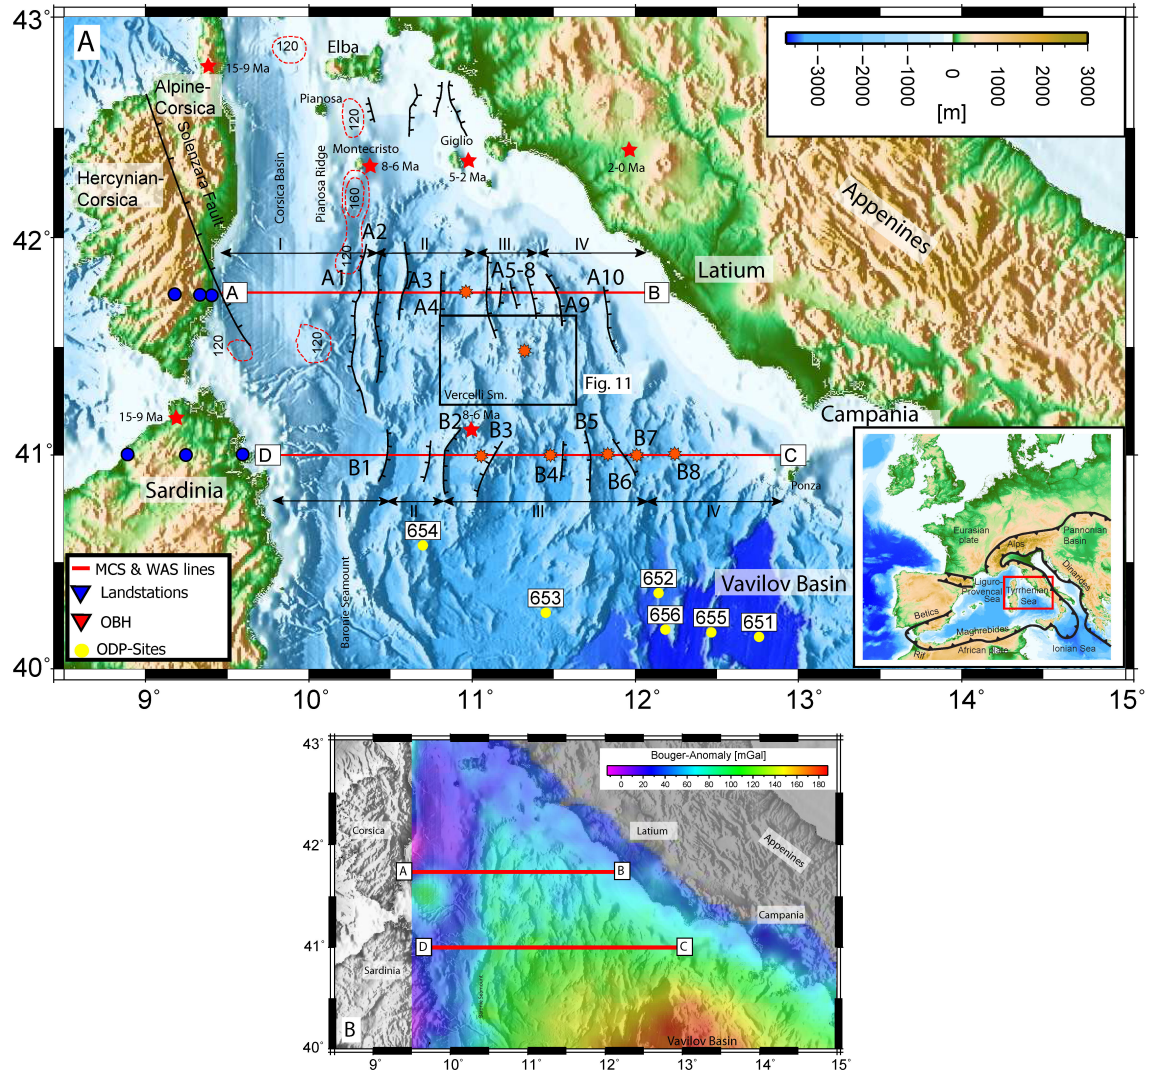 43°
A
120
Elba
15-9 Ma
Alpine-
Corsica
Pianosa
120
-3000
-2000
-1000
0
1000
2000
3000
[m]
Solenzara Fault
Montecristo
8-6 Ma
Giglio
5-2 Ma
2-0 Ma
Hercynian-
Corsica
Corsica Basin
Pianosa Ridge
160
Appenines
42°
A2
I
II
III
IV
120
A1
A3
A5-8
A10
Latium
A
A4
A9
B
120
120
Fig. 11
Vercelli Sm.
15-9 Ma
8-6 Ma
Campania
B2
B3
B5
B7
41°
D
B1
B4
B6
B8
C
Ponza
Sardinia
I
II
III
IV
654
MCS & WAS lines
Landstations
OBH
ODP-Sites
Baronie Seamount
653
652
656
655
651
Vavilov Basin
Eurasian
plate
Alps
Pannonian
Basin
Dinarides
Liguro-
Provencal
Sea
Tyrrhenian
Sea
Betics
Maghrebides
Rif
African plate
Ionian Sea
40°
9
10
11
12
13
14
15°
43°
Bouger-Anomaly [mGal]
0
20
40
60
80
100
120
140
160
180
Corsica
Latium
Appenines
42°
A
B
Campania
41°
D
C
Sardinia
B
Vavilov Basin
40°
9°
10°
11°
12°
13°
14°
15°